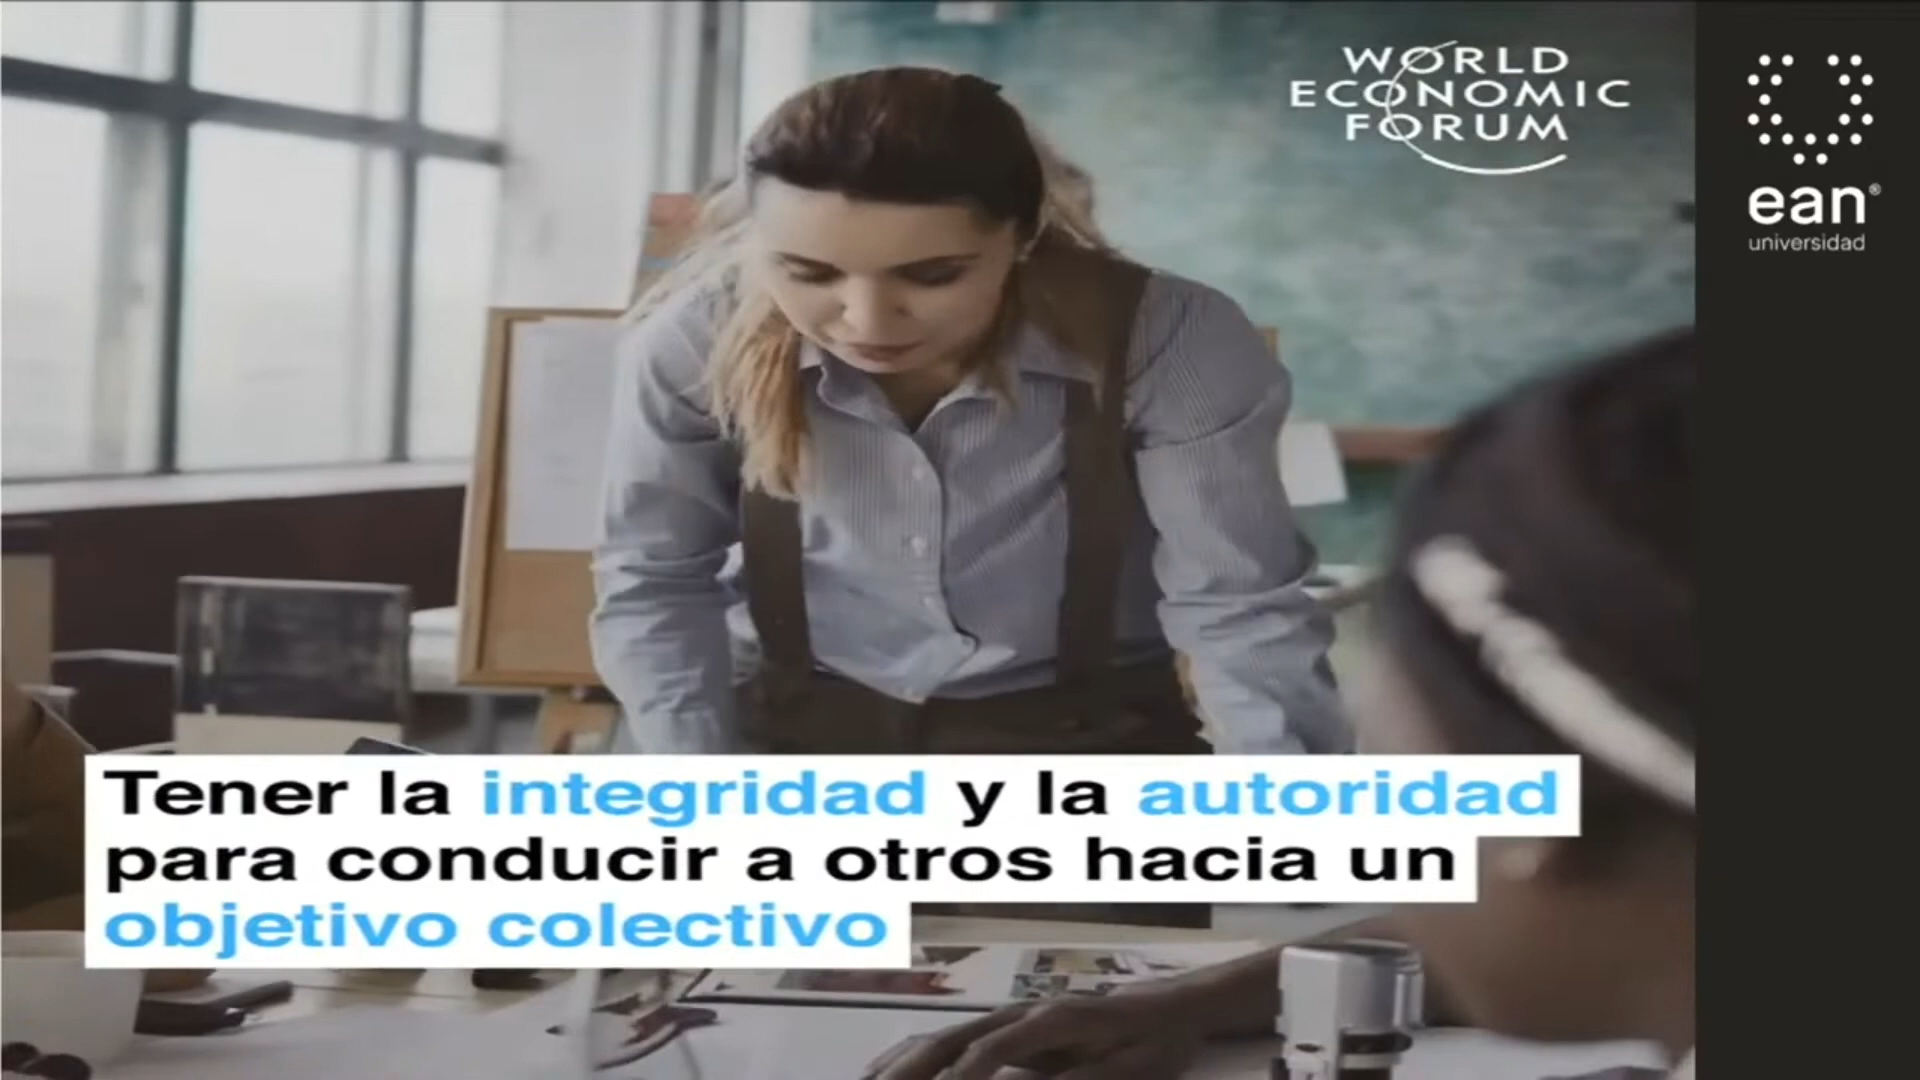 WORLD
ECONOMIC
FORUM
ean®
universidad
Tener la integridad y la autoridad
para conducir a otros hacia un
objetivo colectivo